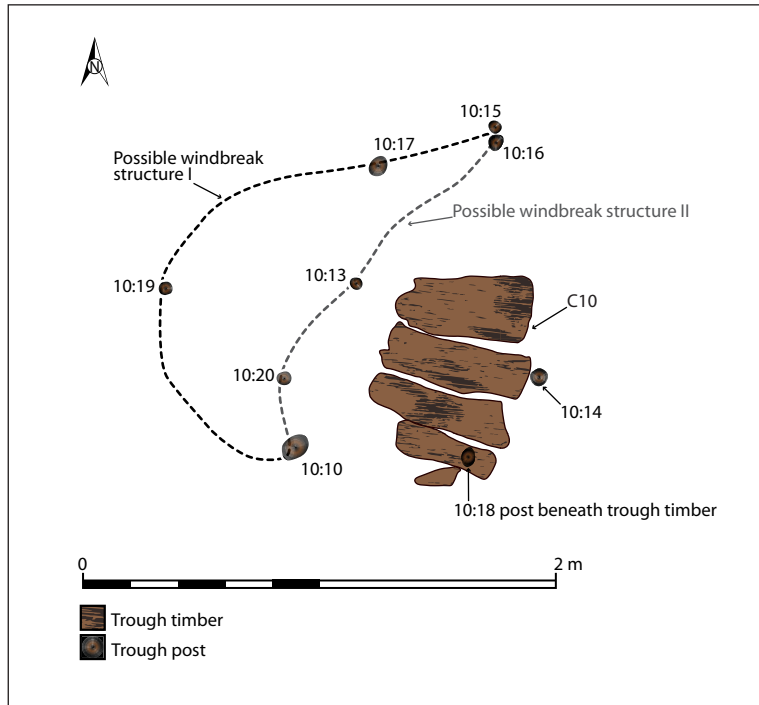 N
10:15
10:17
10:16
Possible windbreak
structure I
Possible windbreak structure II
10:13
10:19
C10
10:20
10:14
10:10
10:18 post beneath trough timber
0
2 m
Trough timber
Trough post